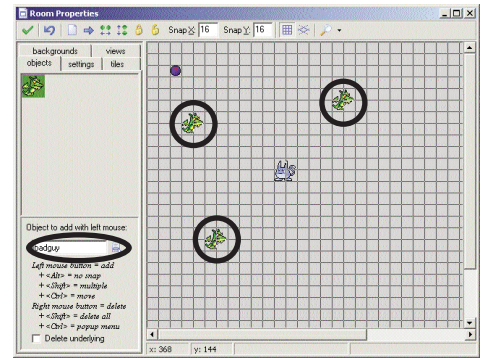 Room Properties
Snap X: 16 Snap Y: 16
backgrounds views
objects settings tiles
Object to add with left mouse:
badguy
Left mouse button = add
+ <Alt> = no snap
+ <Shift> = multiple
+ <Ctrl> = move
Right mouse button = delete
+ <Shift> = delete all
+ <Ctrl> = popup menu
Delete underlying
x: 368 y: 144